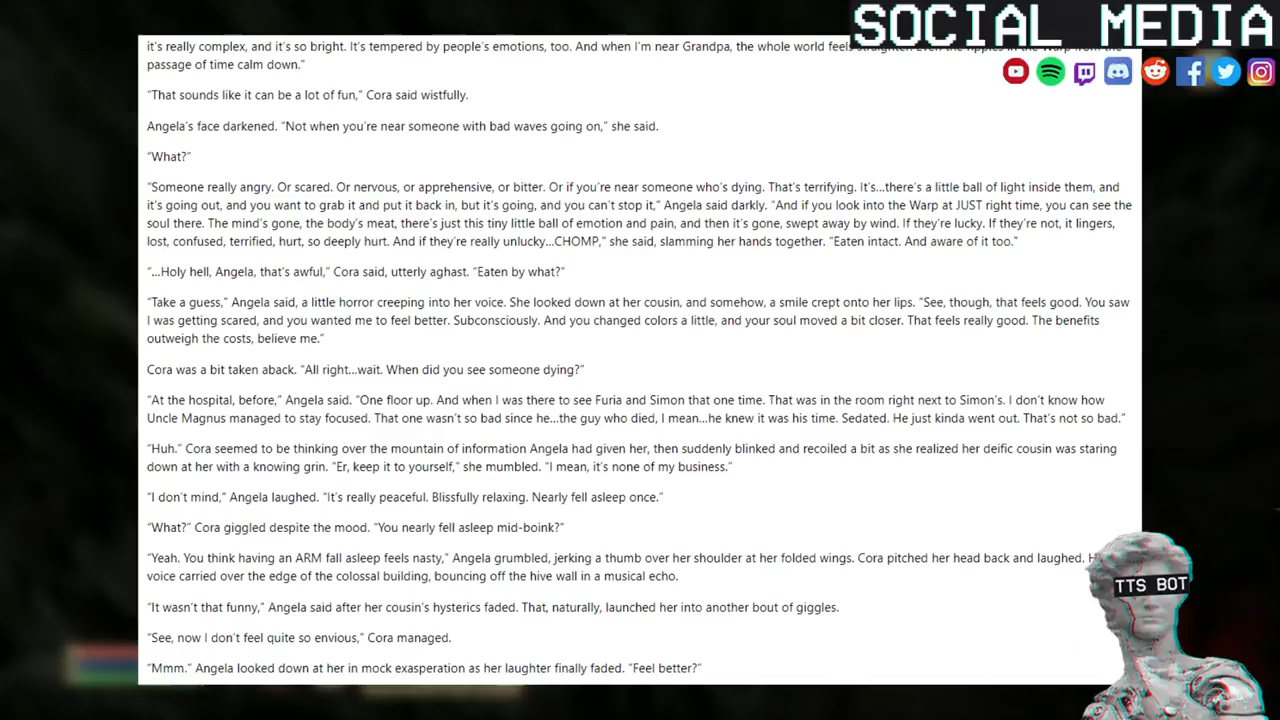 SOCIAL MEDIA
it's really complex, and it's so bright. It's tempered by people's emotions, too. And when I'm near Grandpa, the whole world feels straighter. Even the ripples in the Warp from the
passage of time calm down.”
“That sounds like it can be a lot of fun,” Cora said wistfully.
Angela's face darkened. “Not when you're near someone with bad waves going on,” she said.
“What?”
“Someone really angry. Or scared. Or nervous, or apprehensive, or bitter. Or if you're near someone who's dying. That's terrifying. It's…there's a little ball of light inside them, and
it's going out, and you want to grab it and put it back in, but it's going, and you can't stop it,” Angela said darkly. “And if you look into the Warp at JUST right time, you can see the
soul there. The mind's gone, the body's meat, there's just this tiny little ball of emotion and pain, and then it's gone, swept away by wind. If they're lucky. If they're not, it lingers,
lost, confused, terrified, hurt, so deeply hurt. And if they're really unlucky…CHOMP,” she said, slamming her hands together. “Eaten intact. And aware of it too.”
“…Holy hell, Angela, that's awful,” Cora said, utterly aghast. “Eaten by what?”
“Take a guess,” Angela said, a little horror creeping into her voice. She looked down at her cousin, and somehow, a smile crept onto her lips. “See, though, that feels good. You saw
I was getting scared, and you wanted me to feel better. Subconsciously. And you changed colors a little, and your soul moved a bit closer. That feels really good. The benefits
outweigh the costs, believe me.”
Cora was a bit taken aback. “All right…wait. When did you see someone dying?”
“At the hospital, before,” Angela said. “One floor up. And when I was there to see Furia and Simon that one time. That was in the room right next to Simon's. I don't know how
Uncle Magnus managed to stay focused. That one wasn't so bad since he…the guy who died, I mean…he knew it was his time. Sedated. He just kinda went out. That's not so bad.”
“Huh.” Cora seemed to be thinking over the mountain of information Angela had given her, then suddenly blinked and recoiled a bit as she realized her deific cousin was staring
down at her with a knowing grin. “Er, keep it to yourself,” she mumbled. “I mean, it's none of my business.”
“I don't mind,” Angela laughed. “It's really peaceful. Blissfully relaxing. Nearly fell asleep once.”
“What?” Cora giggled despite the mood. “You nearly fell asleep mid-boink?”
“Yeah. You think having an ARM fall asleep feels nasty,” Angela grumbled, jerking a thumb over her shoulder at her folded wings. Cora pitched her head back and laughed.
voice carried over the edge of the colossal building, bouncing off the hive wall in a musical echo.
“It wasn't that funny,” Angela said after her cousin's hysterics faded. That, naturally, launched her into another bout of giggles.
“See, now I don't feel quite so envious,” Cora managed.
“Mmm.” Angela looked down at her in mock exasperation as her laughter finally faded. “Feel better?”
TTS BOT